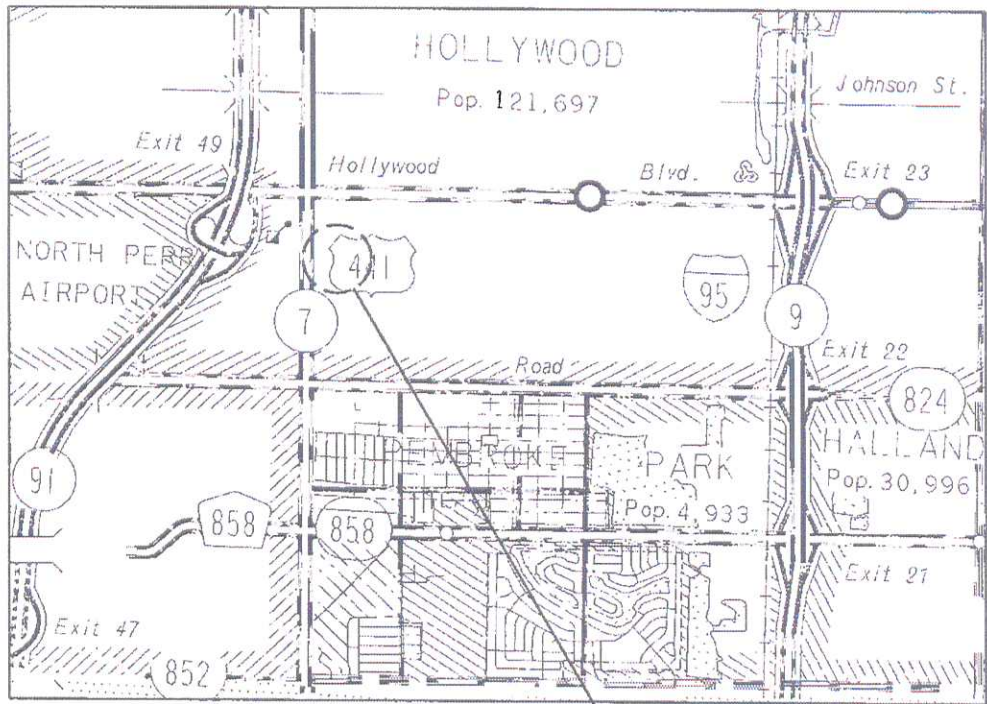 HOLLYWOOD
Pop. 121,697
Johnson St.
Exit 49
Hollywood Blvd.
Exit 23
NORTH PERR
AIRPORT
441
95
7
9
Exit 22
Road
824
PEMBROKE PARK
Pop. 4,933
HALLAND
Pop. 30,996
91
858
858
Exit 21
Exit 47
852